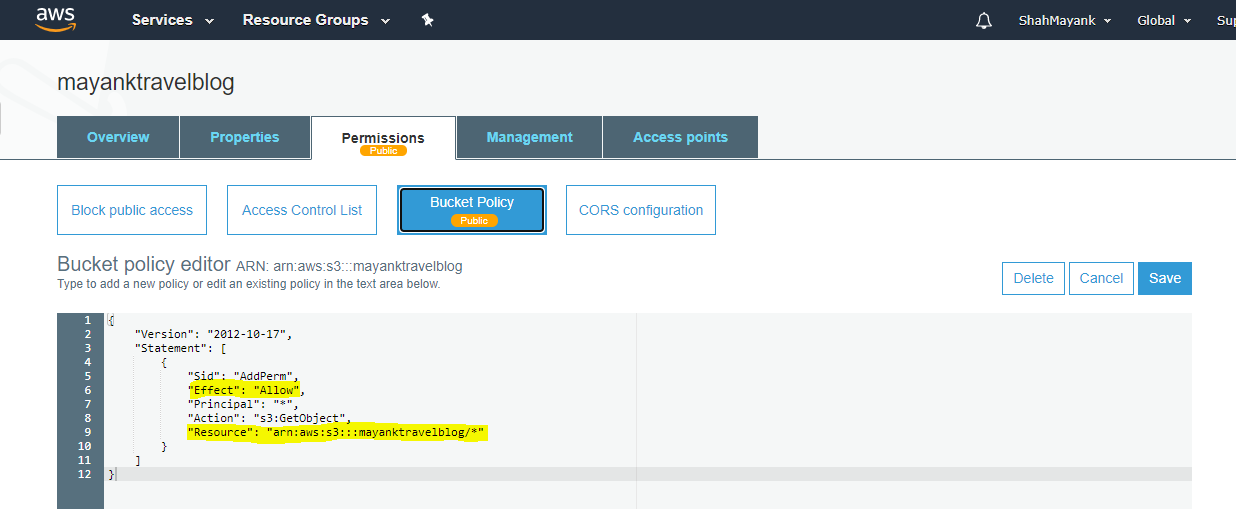 aws Services Resource Groups ShahMayank Global Sup
mayanktravelblog
Overview Properties Permissions Management Access points
Public
Block public access Access Control List Bucket Policy CORS configuration
Public
Bucket policy editor ARN: arn:aws:s3:::mayanktravelblog
Type to add a new policy or edit an existing policy in the text area below.
Delete Cancel Save
1 {
2 "Version": "2012-10-17",
3 "Statement": [
4 {
5 "Sid": "AddPerm",
6 "Effect": "Allow",
7 "Principal": "*",
8 "Action": "s3:GetObject",
9 "Resource": "arn:aws:s3:::mayanktravelblog/*"
10 }
11 ]
12 }